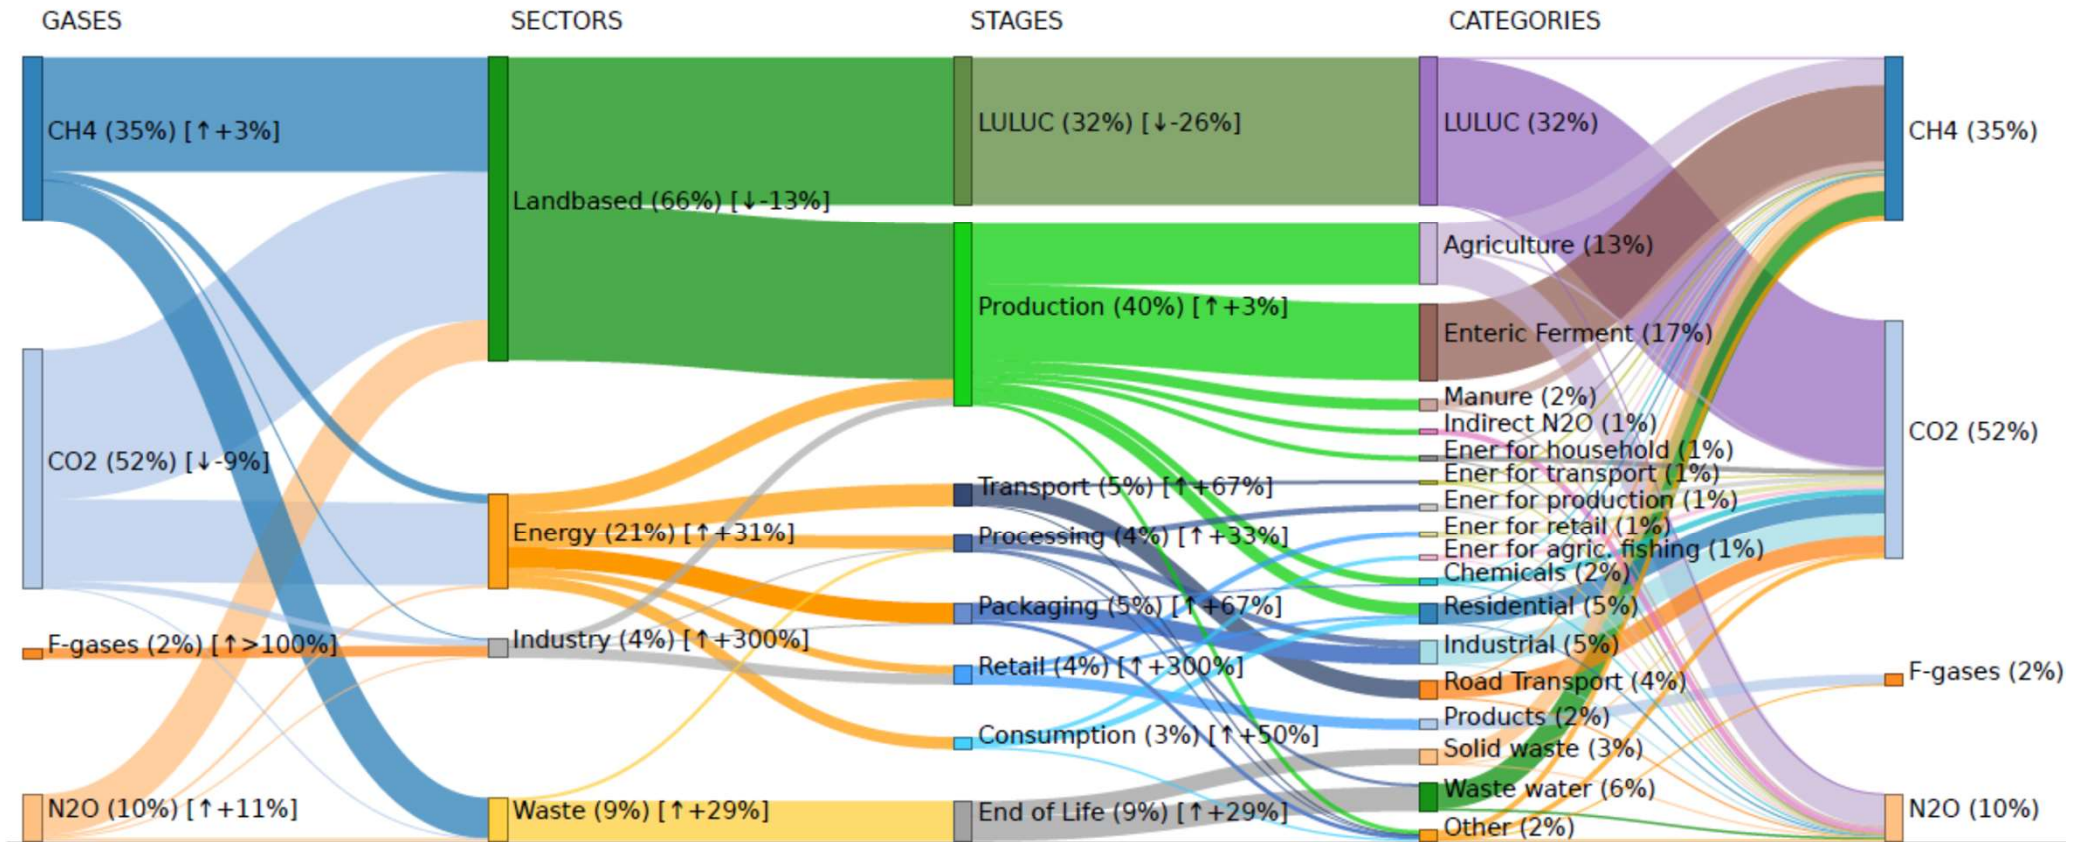 GASES
SECTORS
STAGES
CATEGORIES
CH4 (35%) [↑+3%]
CO2 (52%) [↓-9%]
F-gases (2%) [↑>100%]
N2O (10%) [↑+11%]
Landbased (66%) [↓-13%]
Energy (21%) [↑+31%]
Industry (4%) [↑+300%]
Waste (9%) [↑+29%]
LULUC (32%) [↓-26%]
Production (40%) [↑+3%]
Transport (5%) [↑+67%]
Processing (4%) [↑+33%]
Packaging (5%) [↑+67%]
Retail (4%) [↑+300%]
Consumption (3%) [↑+50%]
End of Life (9%) [↑+29%]
LULUC (32%)
Agriculture (13%)
Enteric Ferment (17%)
Manure (2%)
Indirect N2O (1%)
Ener for household (1%)
Ener for transport (1%)
Ener for production (1%)
Ener for retail (1%)
Ener for agric. fishing (1%)
Chemicals (2%)
Residential (5%)
Industrial (5%)
Road Transport (4%)
Products (2%)
Solid waste (3%)
Waste water (6%)
Other (2%)
CH4 (35%)
CO2 (52%)
F-gases (2%)
N2O (10%)